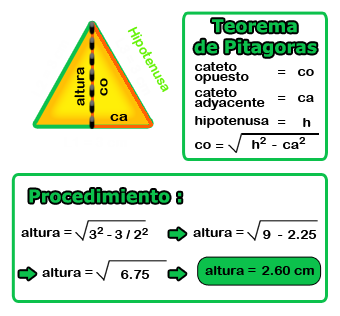 Hipotenusa
altura
co
ca
Teorema
de Pitagoras
cateto
opuesto = co
cateto
adyacente = ca
hipotenusa = h
co = √ h² - ca²
Procedimiento :
altura = √3² - 3 / 2²
altura = √9 - 2.25
altura = √ 6.75
altura = 2.60 cm